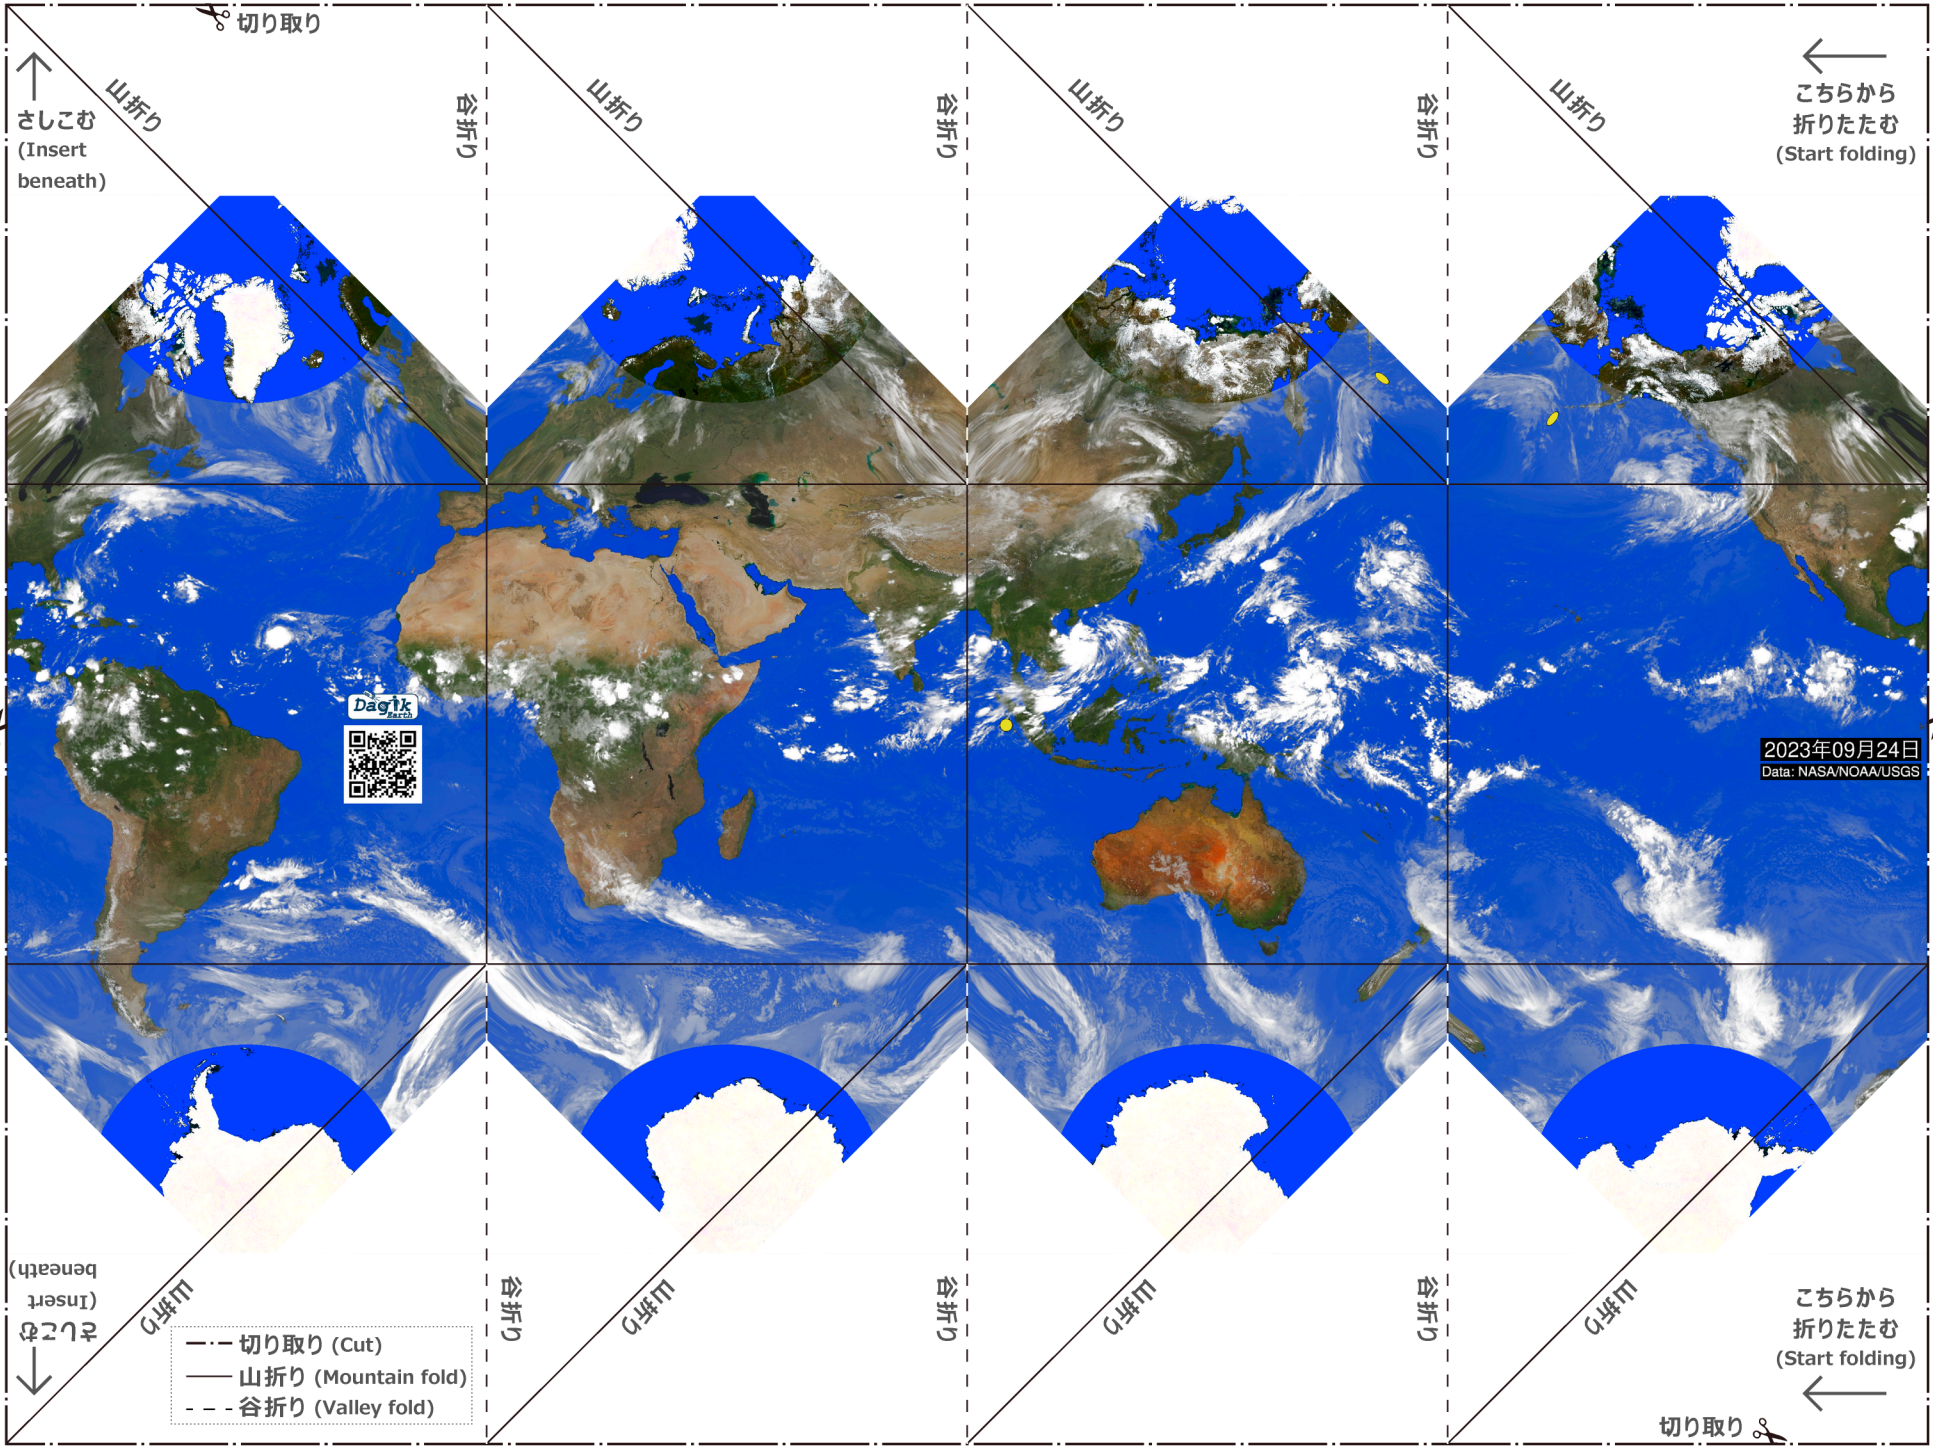 切り取り
山折り
谷折り
山折り
谷折り
山折り
谷折り
山折り
さしこむ
(Insert
beneath)
こちらから
折りたたむ
(Start folding)
Dagik
Earth
2023年09月24日
Data: NASA/NOAA/USGS
さしこむ
(Insert
beneath)
山折り
谷折り
山折り
谷折り
山折り
谷折り
山折り
こちらから
折りたたむ
(Start folding)
切り取り (Cut)
山折り (Mountain fold)
谷折り (Valley fold)
切り取り